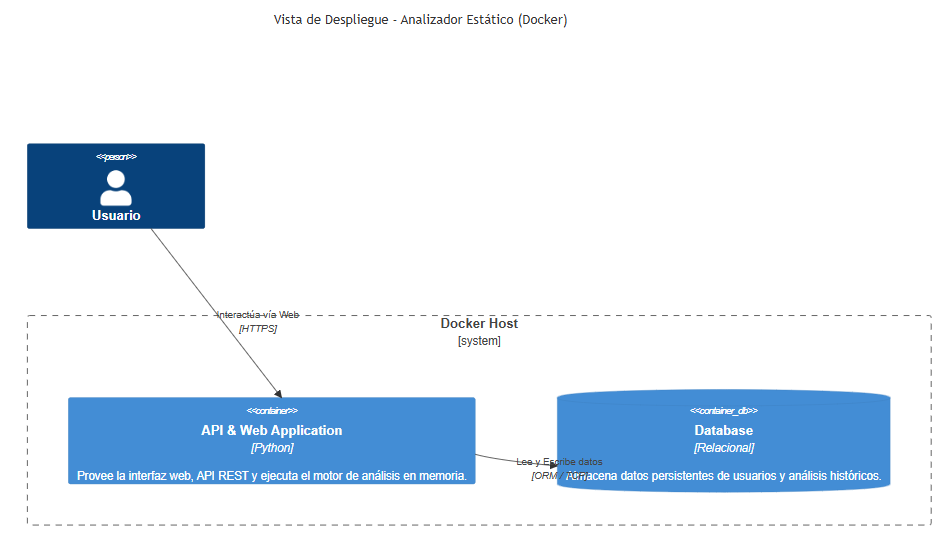 Vista de Despliegue - Analizador Estático (Docker)
<<person>>
Usuario
Interactúa vía Web
[HTTPS]
Docker Host
[system]
<<container>>
API & Web Application
[Python]
Provee la interfaz web, API REST y ejecuta el motor de análisis en memoria.
<<container_db>>
Database
[Relacional]
Lee y Escribe datos
[ORM / TCP]
Almacena datos persistentes de usuarios y análisis históricos.